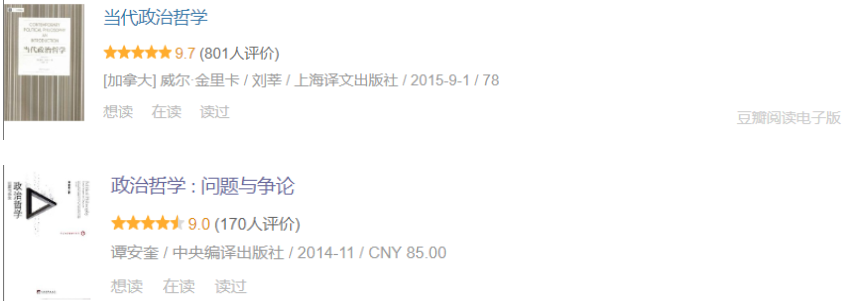 CONTEMPORARY
POLITICAL PHILOSOPHY
AN
INTRODUCTION
当代政治哲学
当代政治哲学
9.7 (801人评价)
[加拿大] 威尔·金里卡 / 刘莘 / 上海译文出版社 / 2015-9-1 / 78
想读 在读 读过
豆瓣阅读电子版
政治哲学
政治哲学 : 问题与争论
9.0 (170人评价)
谭安奎 / 中央编译出版社 / 2014-11 / CNY 85.00
想读 在读 读过